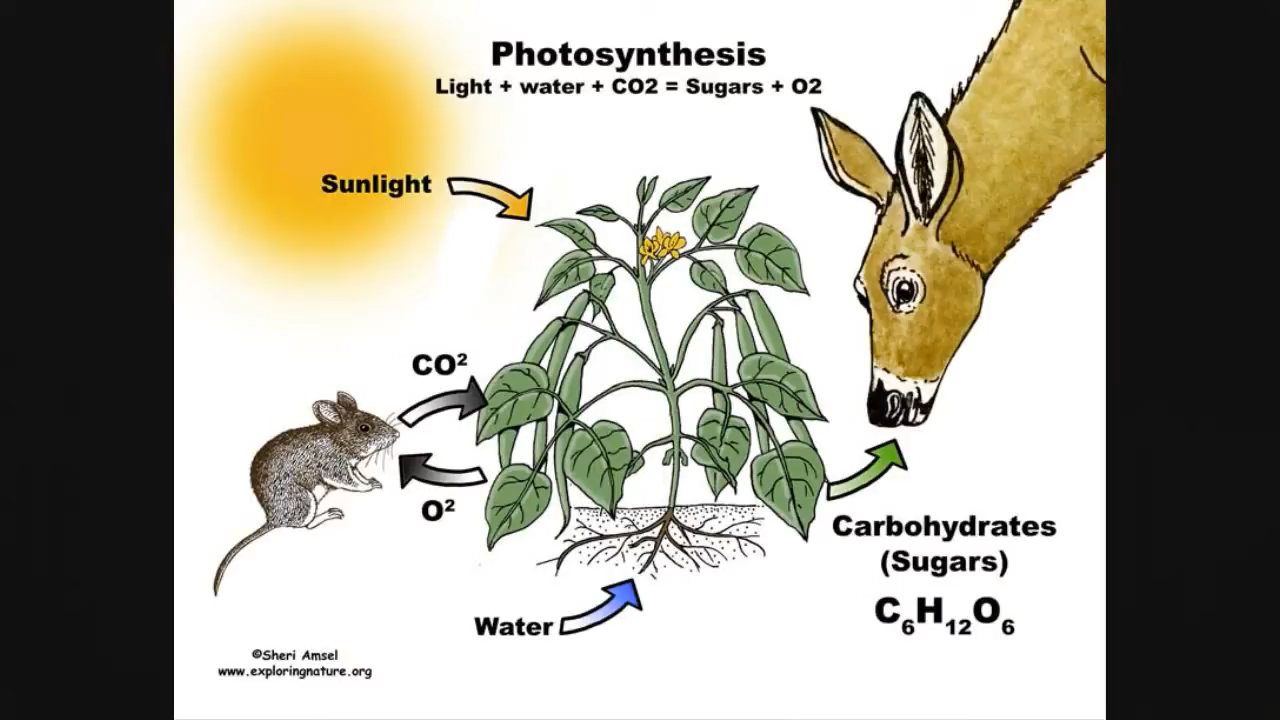 Photosynthesis
Light + water + CO2 = Sugars + O2
Sunlight
CO²
O²
Carbohydrates
(Sugars)
C₆H₁₂O₆
Water
©Sheri Amsel
www.exploringnature.org